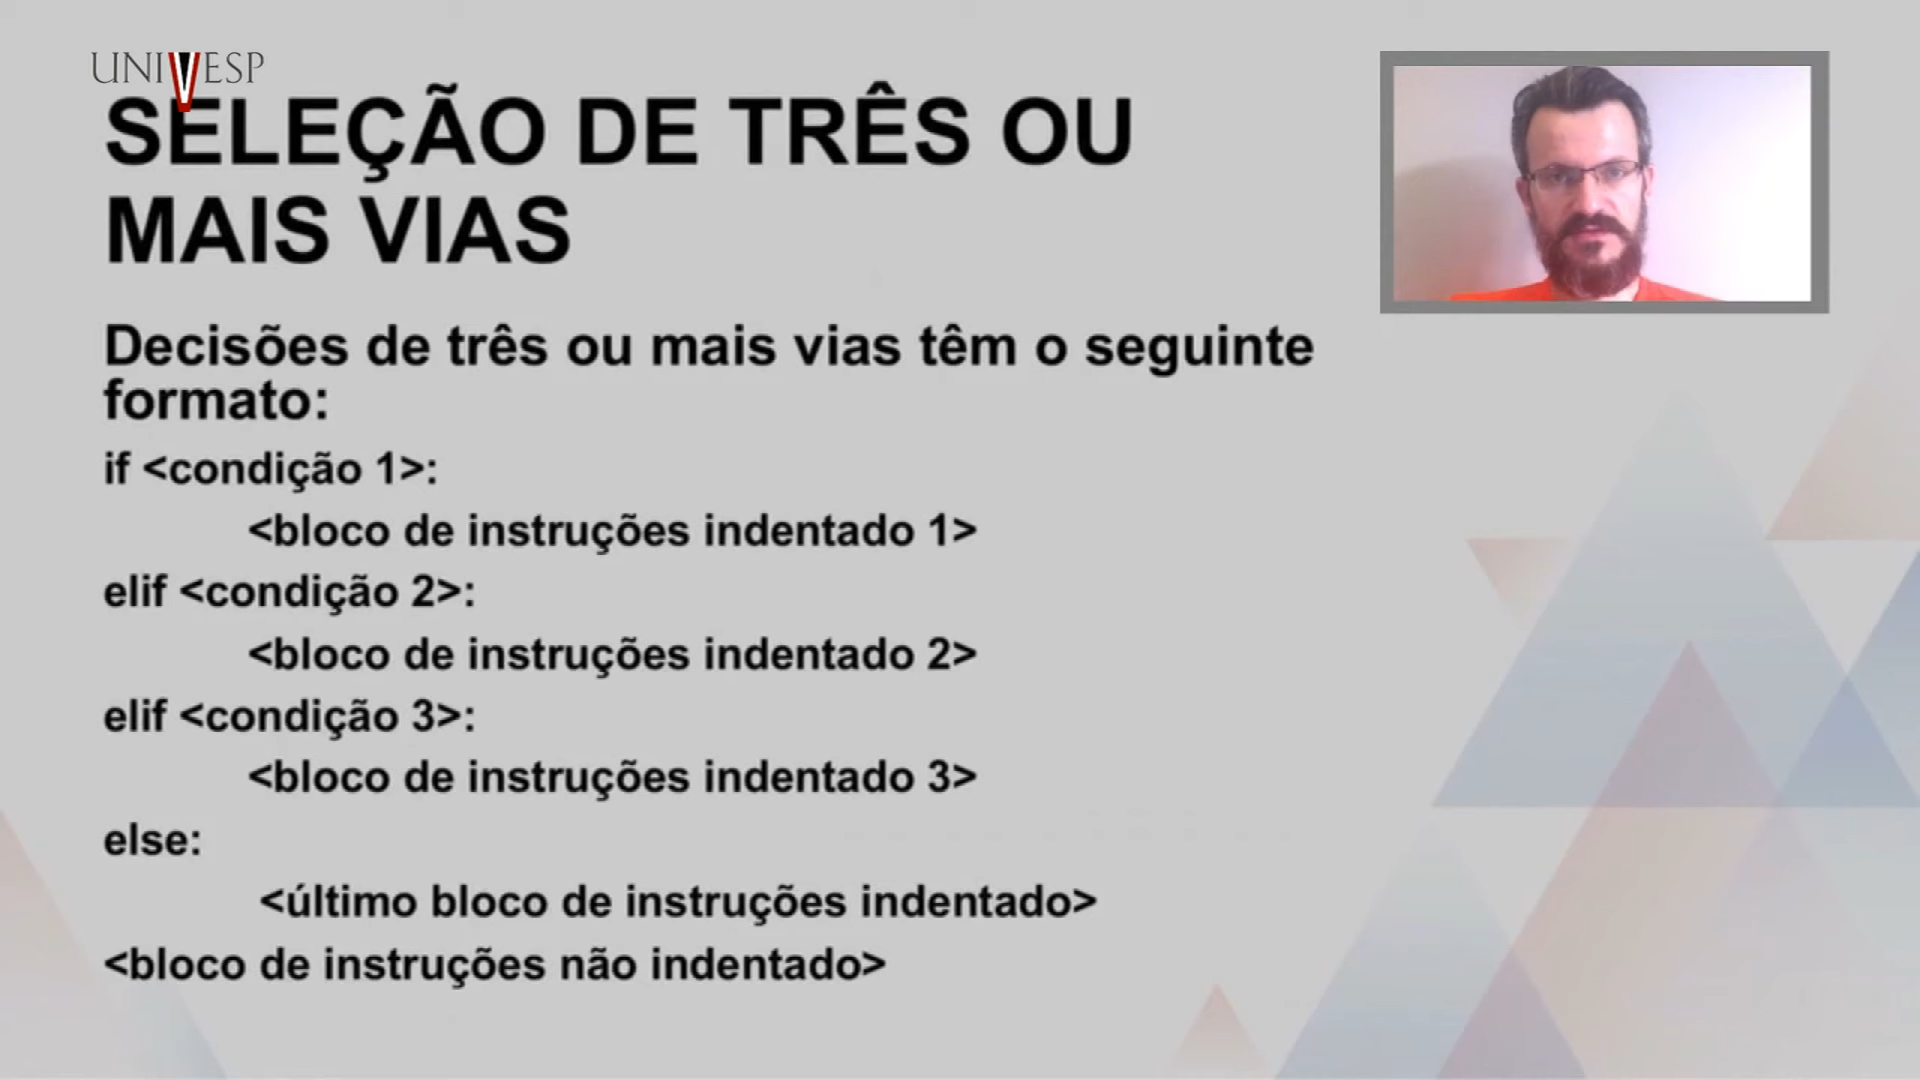 UNIVESP
SELEÇÃO DE TRÊS OU
MAIS VIAS
Decisões de três ou mais vias têm o seguinte
formato:
if <condição 1>:
<bloco de instruções indentado 1>
elif <condição 2>:
<bloco de instruções indentado 2>
elif <condição 3>:
<bloco de instruções indentado 3>
else:
<último bloco de instruções indentado>
<bloco de instruções não indentado>